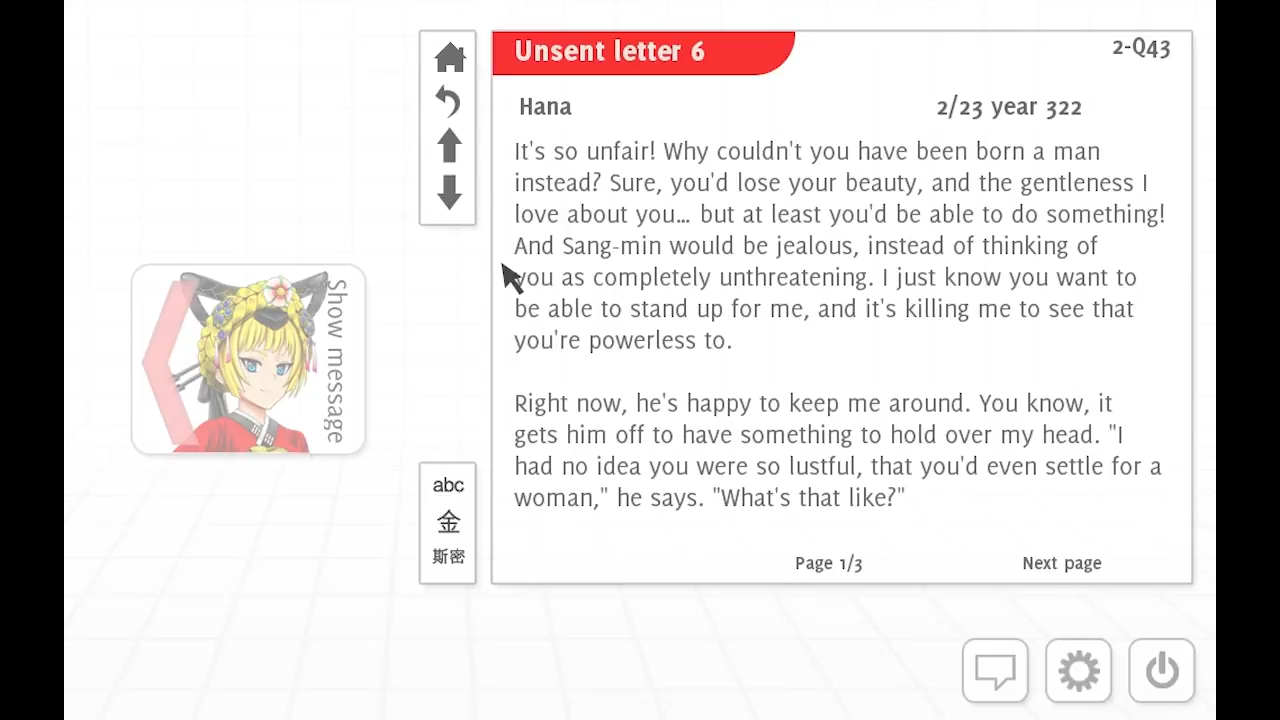 Unsent letter 6
2-Q43
Hana
2/23 year 322
It's so unfair! Why couldn't you have been born a man
instead? Sure, you'd lose your beauty, and the gentleness I
love about you... but at least you'd be able to do something!
And Sang-min would be jealous, instead of thinking of
you as completely unthreatening. I just know you want to
be able to stand up for me, and it's killing me to see that
you're powerless to.
Right now, he's happy to keep me around. You know, it
gets him off to have something to hold over my head. "I
had no idea you were so lustful, that you'd even settle for a
woman," he says. "What's that like?"
Page 1/3
Next page
Show message
abc
金
斯密